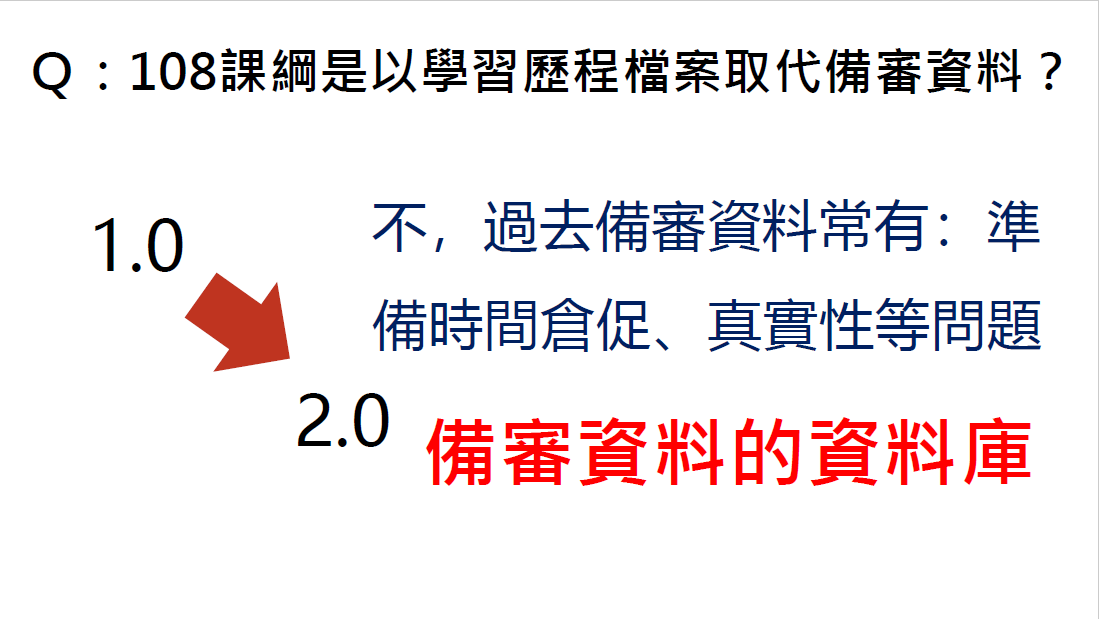 Q：108課綱是以學習歷程檔案取代備審資料？
1.0
不，過去備審資料常有：準
備時間倉促、真實性等問題
2.0
備審資料的資料庫